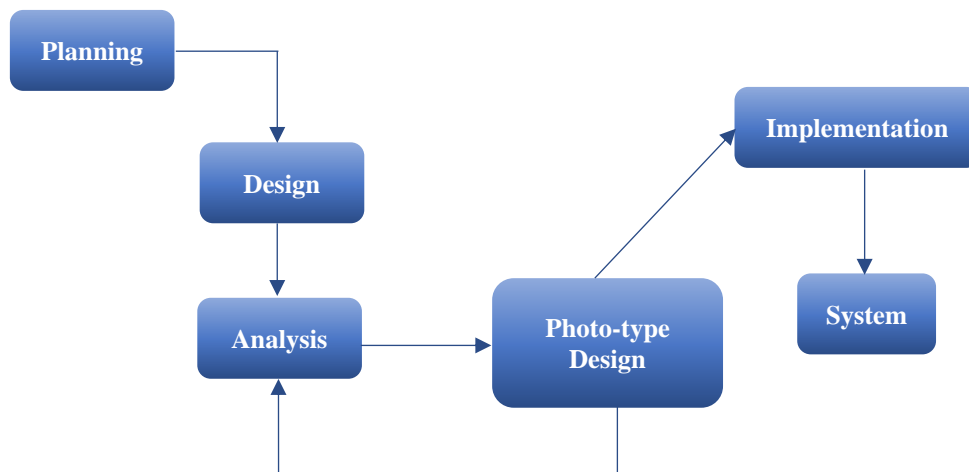 Planning
Design
Analysis
Photo-type
Design
Implementation
System